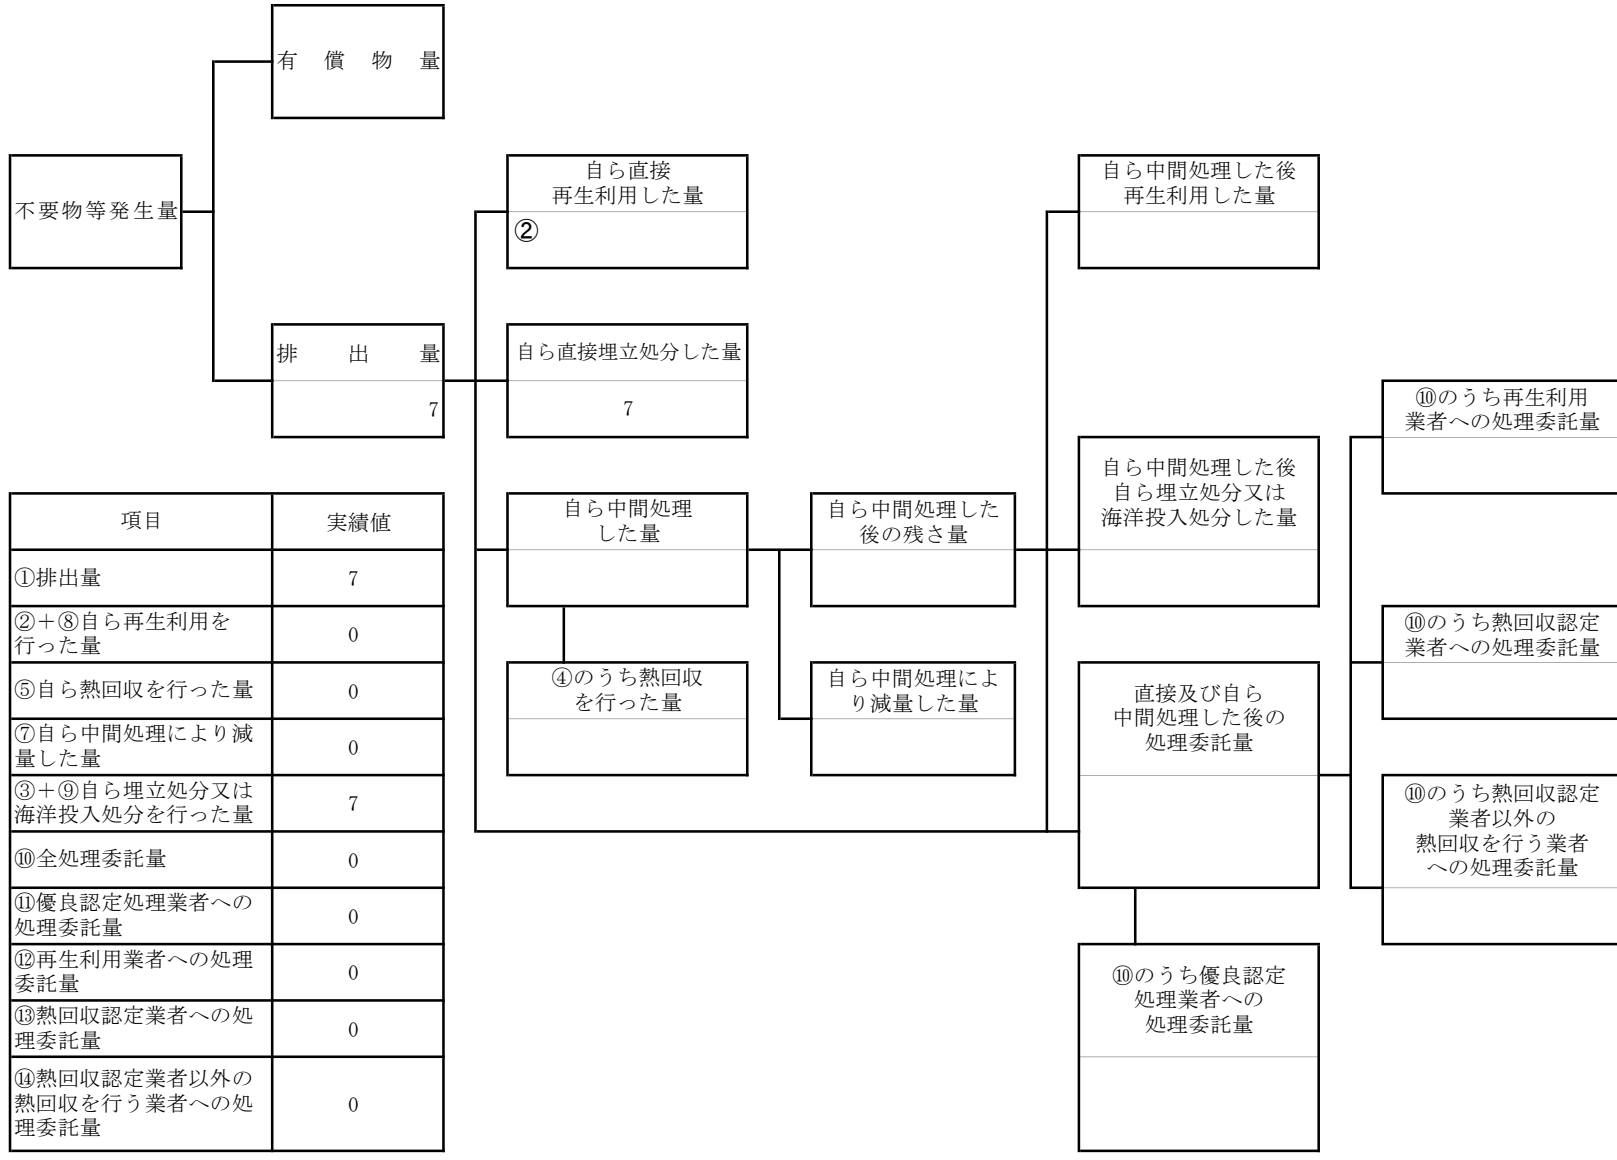 有償物量
不要物等発生量
自ら直接
再生利用した量
②
自ら中間処理した後
再生利用した量
排出量
7
自ら直接埋立処分した量
7
⑩のうち再生利用
業者への処理委託量
自ら中間処理した後
自ら埋立処分又は
海洋投入処分した量
自ら中間処理
した量
自ら中間処理した
後の残さ量
⑩のうち熱回収認定
業者への処理委託量
④のうち熱回収
を行った量
自ら中間処理によ
り減量した量
直接及び自ら
中間処理した後の
処理委託量
⑩のうち熱回収認定
業者以外の
熱回収を行う業者
への処理委託量
⑩のうち優良認定
処理業者への
処理委託量
項目 実績値
①排出量 7
②+⑧自ら再生利用を
行った量 0
⑤自ら熱回収を行った量 0
⑦自ら中間処理により減
量した量 0
③+⑨自ら埋立処分又は
海洋投入処分を行った量 7
⑩全処理委託量 0
⑪優良認定処理業者への
処理委託量 0
⑫再生利用業者への処理
委託量 0
⑬熱回収認定業者への処
理委託量 0
⑭熱回収認定業者以外の
熱回収を行う業者への処
理委託量 0